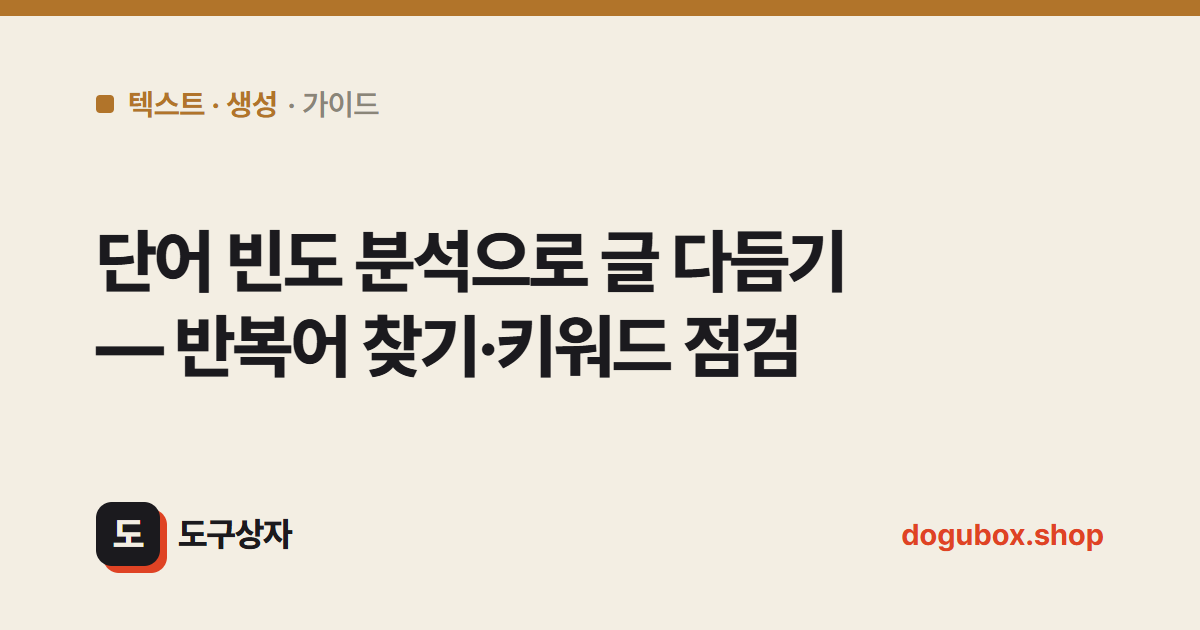 텍스트 · 생성 · 가이드
단어 빈도 분석으로 글 다듬기
— 반복어 찾기·키워드 점검
도 도구상자
dogubox.shop